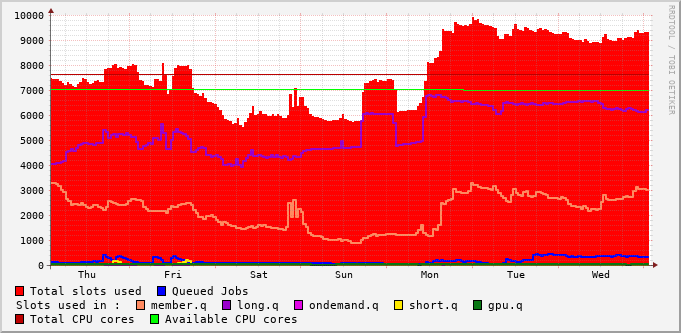 10000
9000
8000
7000
6000
5000
4000
3000
2000
1000
0
Thu Fri Sat Sun Mon Tue Wed
RRDTOOL / TOBI OETIKER
Total slots used Queued Jobs
Slots used in : member.q long.q ondemand.q short.q gpu.q
Total CPU cores Available CPU cores